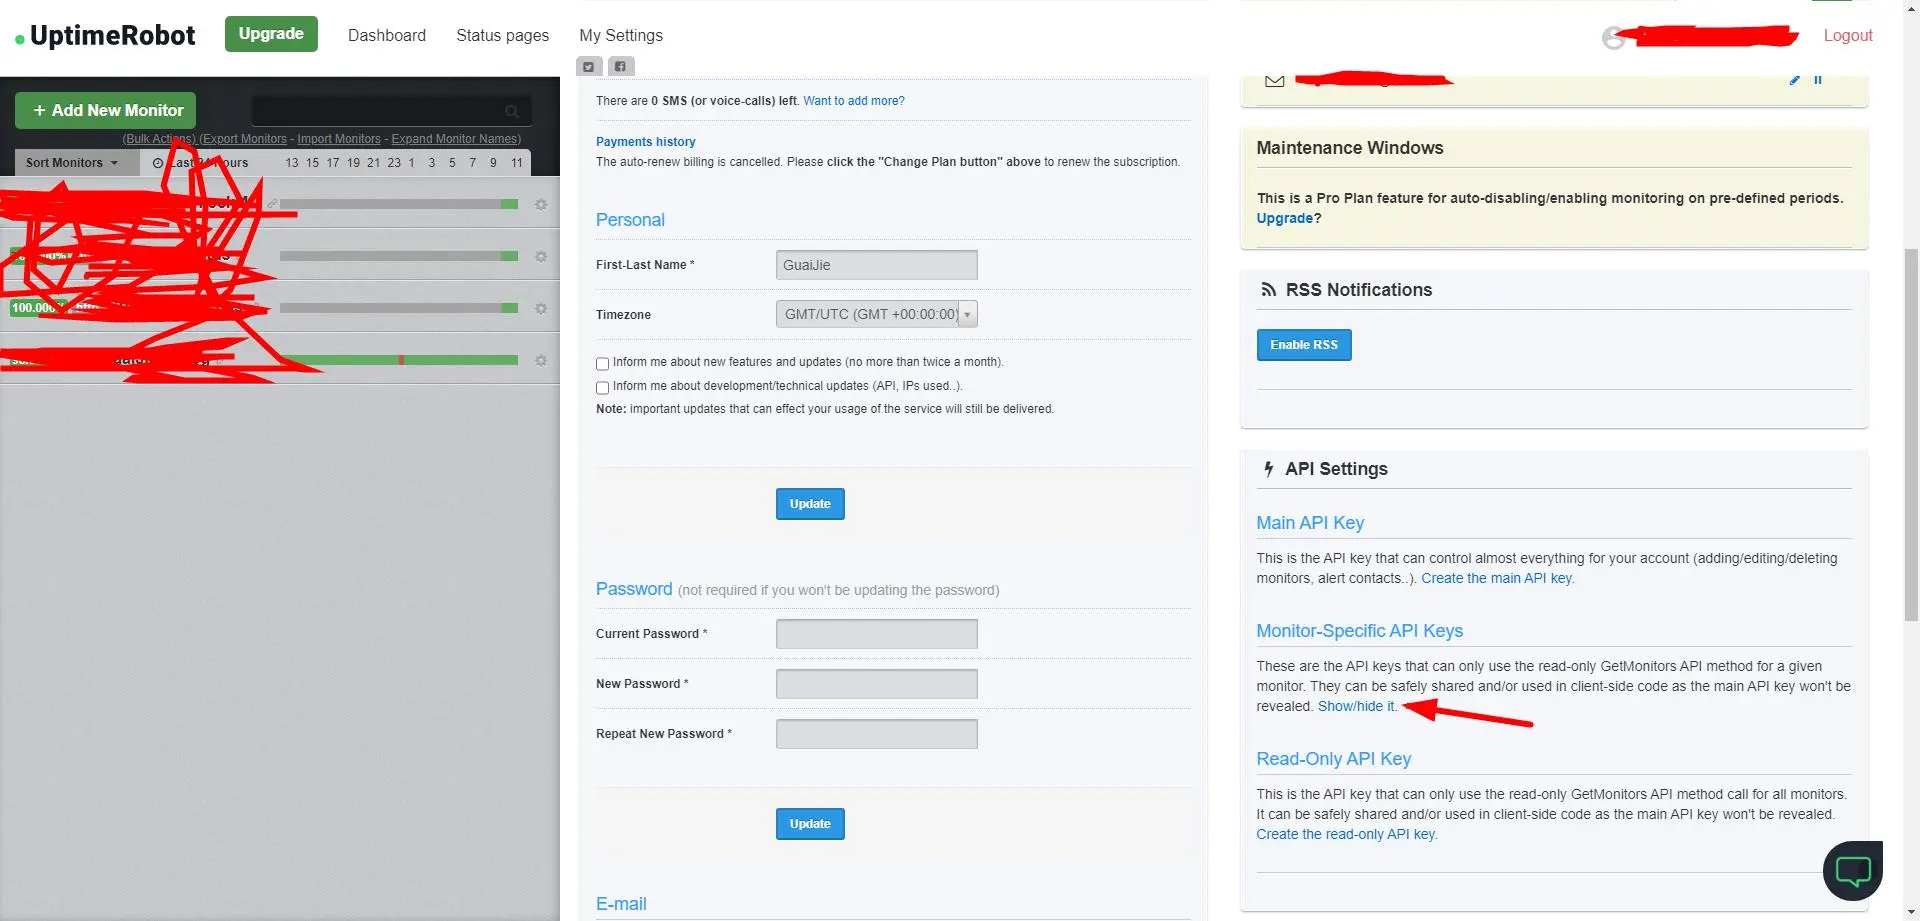 UptimeRobot
Upgrade
Dashboard
Status pages
My Settings
Logout
+ Add New Monitor
(Bulk Actions) (Export Monitors - Import Monitors - Expand Monitor Names)
Sort Monitors
Last 24 hours
13 15 17 19 21 23 1 3 5 7 9 11
100.000%
There are 0 SMS (or voice-calls) left. Want to add more?
Payments history
The auto-renew billing is cancelled. Please click the "Change Plan button" above to renew the subscription.
Personal
First-Last Name *
GuaiJie
Timezone
GMT/UTC (GMT +00:00:00)
Inform me about new features and updates (no more than twice a month).
Inform me about development/technical updates (API, IPs used..).
Note: important updates that can effect your usage of the service will still be delivered.
Update
Password (not required if you won't be updating the password)
Current Password *
New Password *
Repeat New Password *
Update
E-mail
Maintenance Windows
This is a Pro Plan feature for auto-disabling/enabling monitoring on pre-defined periods.
Upgrade?
RSS Notifications
Enable RSS
API Settings
Main API Key
This is the API key that can control almost everything for your account (adding/editing/deleting
monitors, alert contacts..). Create the main API key.
Monitor-Specific API Keys
These are the API keys that can only use the read-only GetMonitors API method for a given
monitor. They can be safely shared and/or used in client-side code as the main API key won't be
revealed. Show/hide it.
Read-Only API Key
This is the API key that can only use the read-only GetMonitors API method call for all monitors.
It can be safely shared and/or used in client-side code as the main API key won't be revealed.
Create the read-only API key.